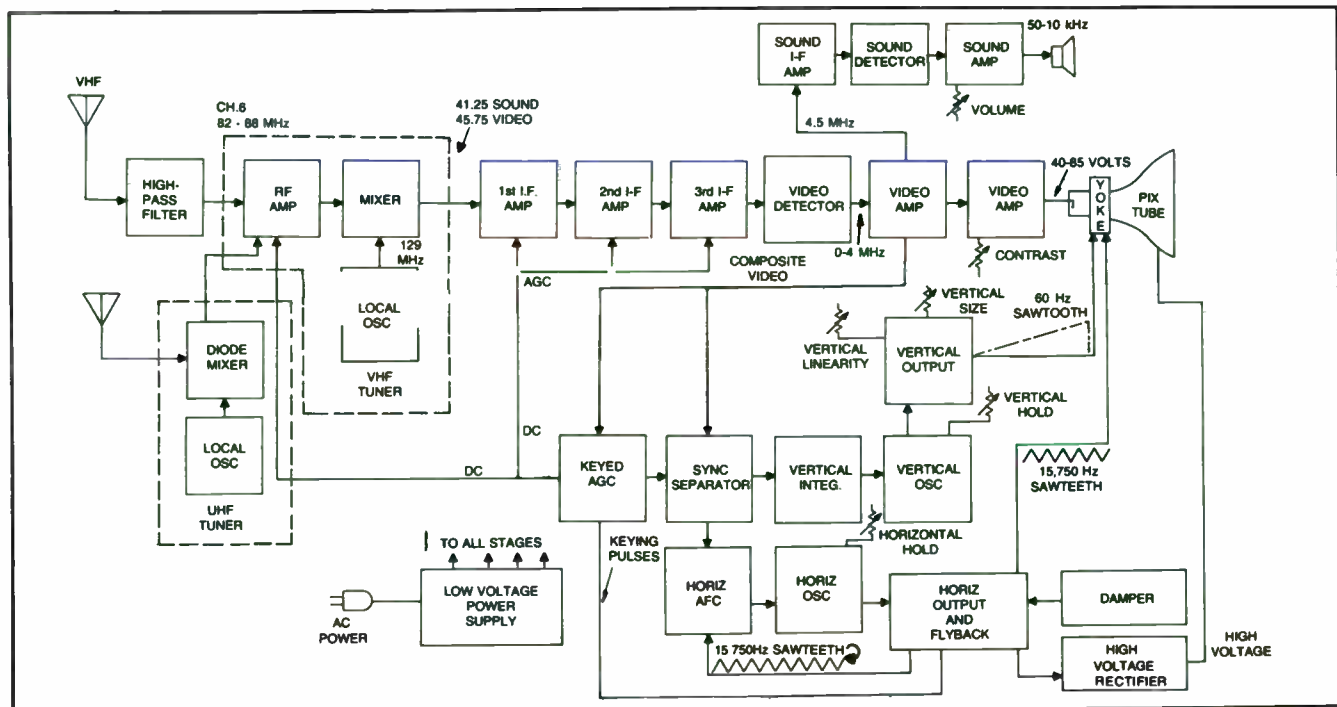 50-10 kHz
SOUND
I-F
AMP
SOUND
DETECTOR
SOUND
AMP
VOLUME
VHF
CH.6
82 - 88 MHz
41.25 SOUND
45.75 VIDEO
4.5 MHz
40-85 VOLTS
HIGH-
PASS
FILTER
RF
AMP
MIXER
1st I.F.
AMP
2nd I-F
AMP
3rd I-F
AMP
VIDEO
DETECTOR
VIDEO
AMP
VIDEO
AMP
YOKE
PIX
TUBE
129
MHz
AGC
COMPOSITE
VIDEO
0-4 MHz
CONTRAST
LOCAL
OSC
VHF
TUNER
VERTICAL
SIZE
60 Hz
SAWTOOTH
VERTICAL
LINEARITY
VERTICAL
OUTPUT
DIODE
MIXER
VERTICAL
HOLD
LOCAL
OSC
UHF
TUNER
DC
DC
KEYED
AGC
SYNC
SEPARATOR
VERTICAL
INTEG.
VERTICAL
OSC
15,750 Hz
SAWTEETH
HORIZONTAL
HOLD
TO ALL STAGES
KEYING
PULSES
AC
POWER
LOW VOLTAGE
POWER
SUPPLY
HORIZ
AFC
HORIZ
OSC
HORIZ
OUTPUT
AND
FLYBACK
DAMPER
15 750Hz SAWTEETH
HIGH
VOLTAGE
RECTIFIER
HIGH
VOLTAGE